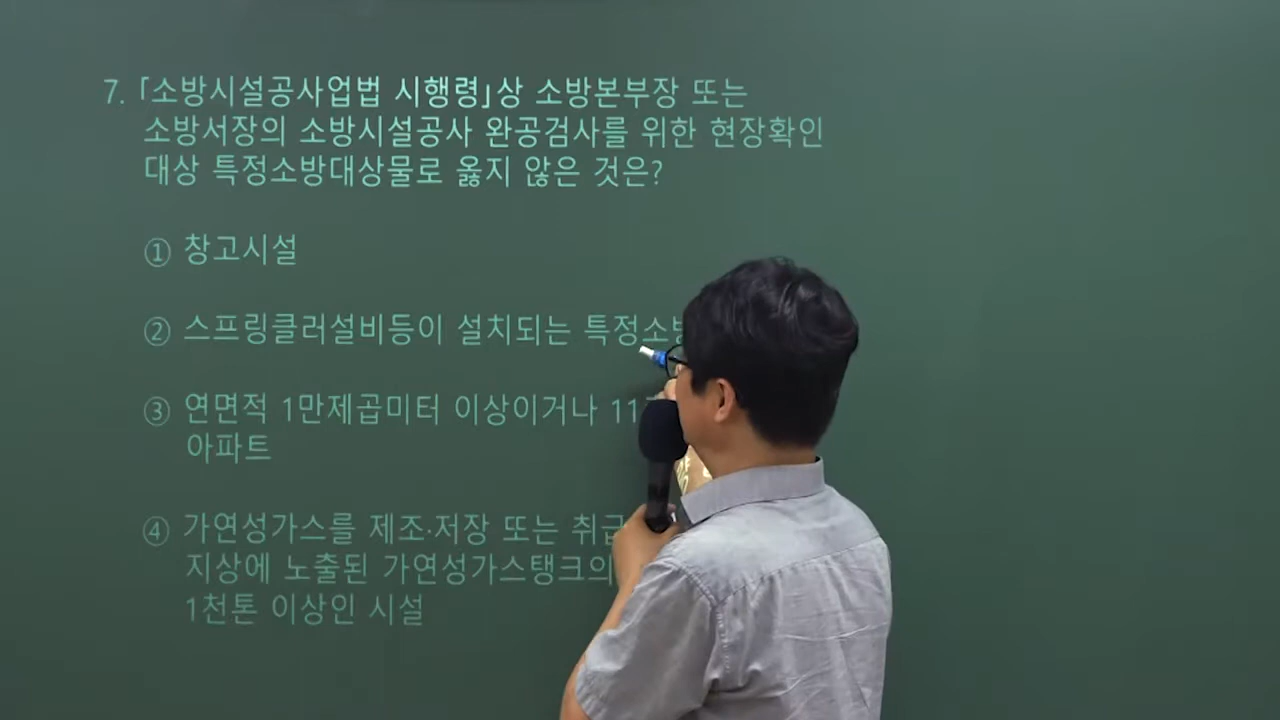 7. 「소방시설공사업법 시행령」상 소방본부장 또는
소방서장의 소방시설공사 완공검사를 위한 현장확인
대상 특정소방대상물로 옳지 않은 것은?
① 창고시설
② 스프링클러설비등이 설치되는
③ 연면적 1만제곱미터 이상이거나
아파트
④ 가연성가스를 제조·저장 또는
지상에 노출된 가연성가스탱크의
1천톤 이상인 시설